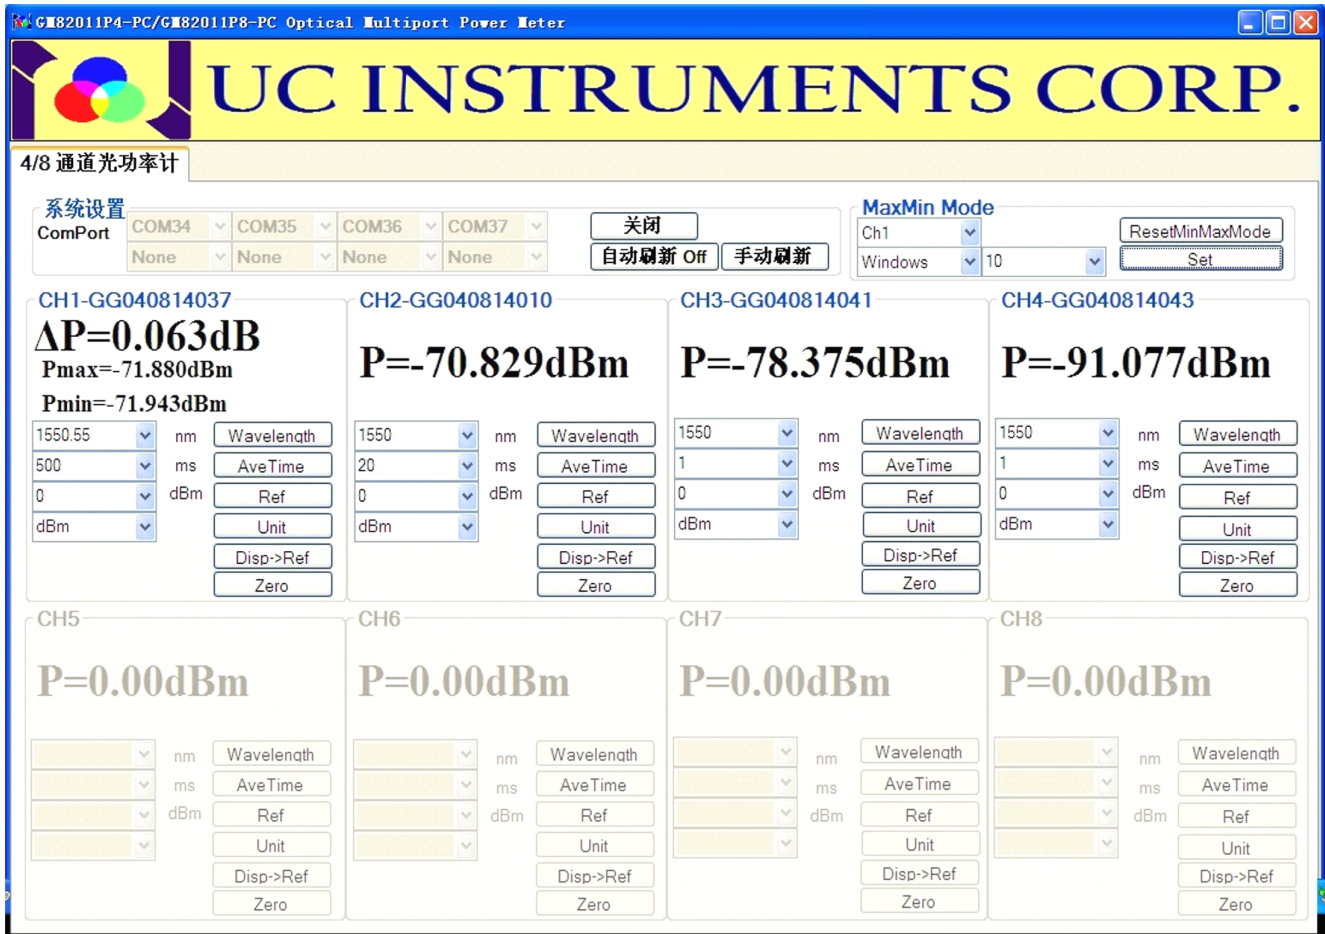 GM82011P4-PC/GM82011P8-PC Optical Multiport Power Meter
UC INSTRUMENTS CORP.
4/8 通道光功率计
系统设置
ComPort
COM34 COM35 COM36 COM37
None None None None
关闭
自动刷新 Off 手动刷新
MaxMin Mode
Ch1 ResetMinMaxMode
Windows 10 Set
CH1-GG040814037
ΔP=0.063dB
Pmax=-71.880dBm
Pmin=-71.943dBm
1550.55 nm Wavelength
500 ms AveTime
0 dBm Ref
dBm Unit
Disp->Ref
Zero
CH2-GG040814010
P=-70.829dBm
1550 nm Wavelength
20 ms AveTime
0 dBm Ref
dBm Unit
Disp->Ref
Zero
CH3-GG040814041
P=-78.375dBm
1550 nm Wavelength
1 ms AveTime
0 dBm Ref
dBm Unit
Disp->Ref
Zero
CH4-GG040814043
P=-91.077dBm
1550 nm Wavelength
1 ms AveTime
0 dBm Ref
dBm Unit
Disp->Ref
Zero
CH5
P=0.00dBm
nm Wavelength
ms AveTime
dBm Ref
Unit
Disp->Ref
Zero
CH6
P=0.00dBm
nm Wavelength
ms AveTime
dBm Ref
Unit
Disp->Ref
Zero
CH7
P=0.00dBm
nm Wavelength
ms AveTime
dBm Ref
Unit
Disp->Ref
Zero
CH8
P=0.00dBm
nm Wavelength
ms AveTime
dBm Ref
Unit
Disp->Ref
Zero